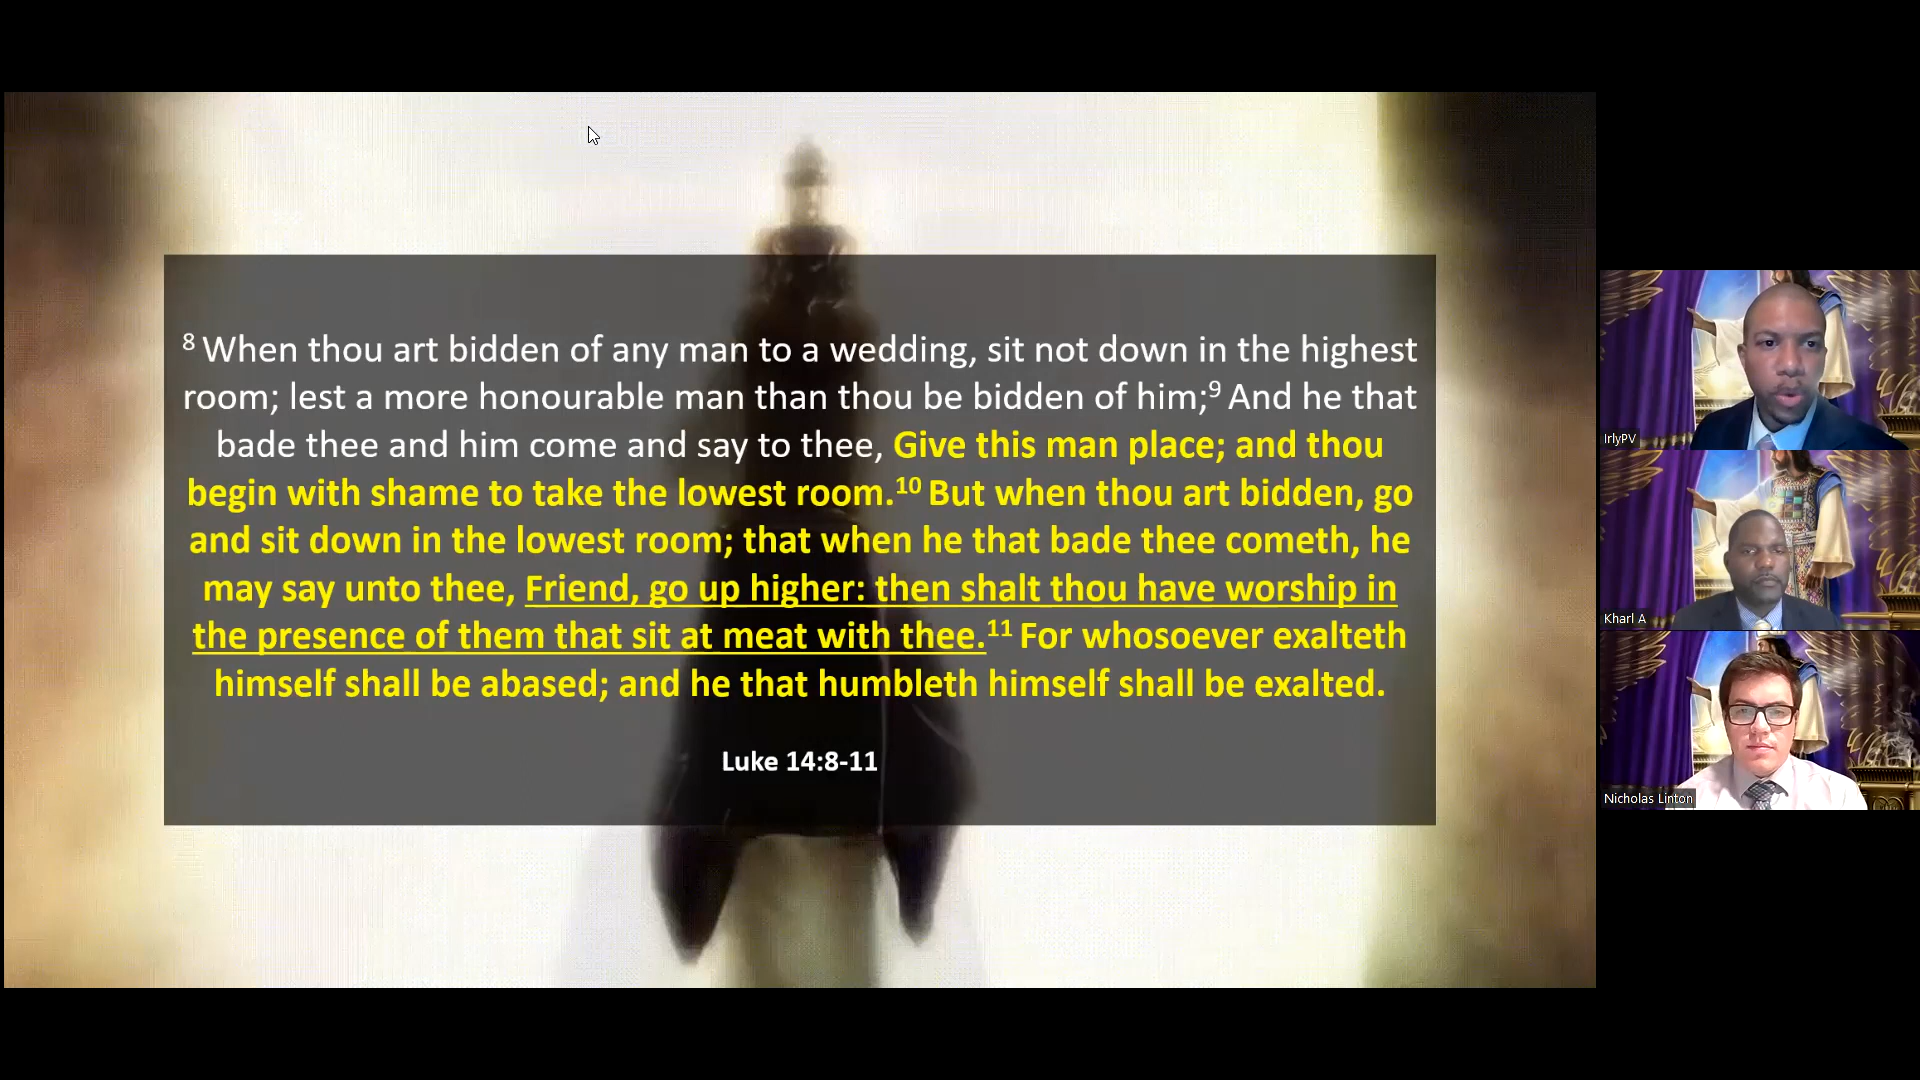 ⁸ When thou art bidden of any man to a wedding, sit not down in the highest
room; lest a more honourable man than thou be bidden of him;⁹ And he that
bade thee and him come and say to thee, Give this man place; and thou
begin with shame to take the lowest room.¹⁰ But when thou art bidden, go
and sit down in the lowest room; that when he that bade thee cometh, he
may say unto thee, Friend, go up higher: then shalt thou have worship in
the presence of them that sit at meat with thee.¹¹ For whosoever exalteth
himself shall be abased; and he that humbleth himself shall be exalted.
Luke 14:8-11
IrlyPV
Kharl A
Nicholas Linton